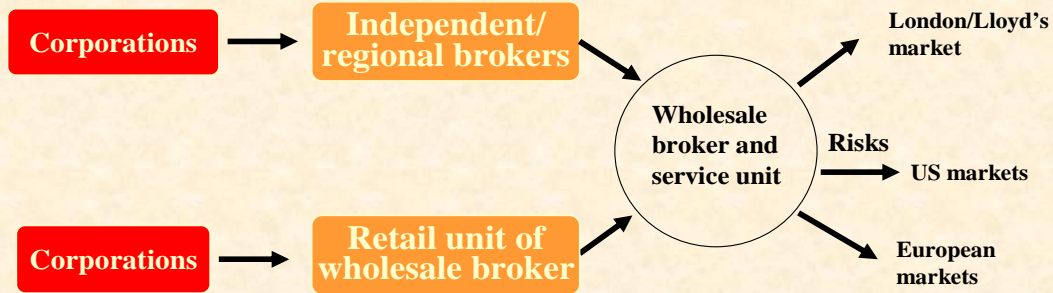 Corporations
Independent/
regional brokers
London/Lloyd's
market
Wholesale
broker and
service unit
Risks
US markets
Corporations
Retail unit of
wholesale broker
European
markets